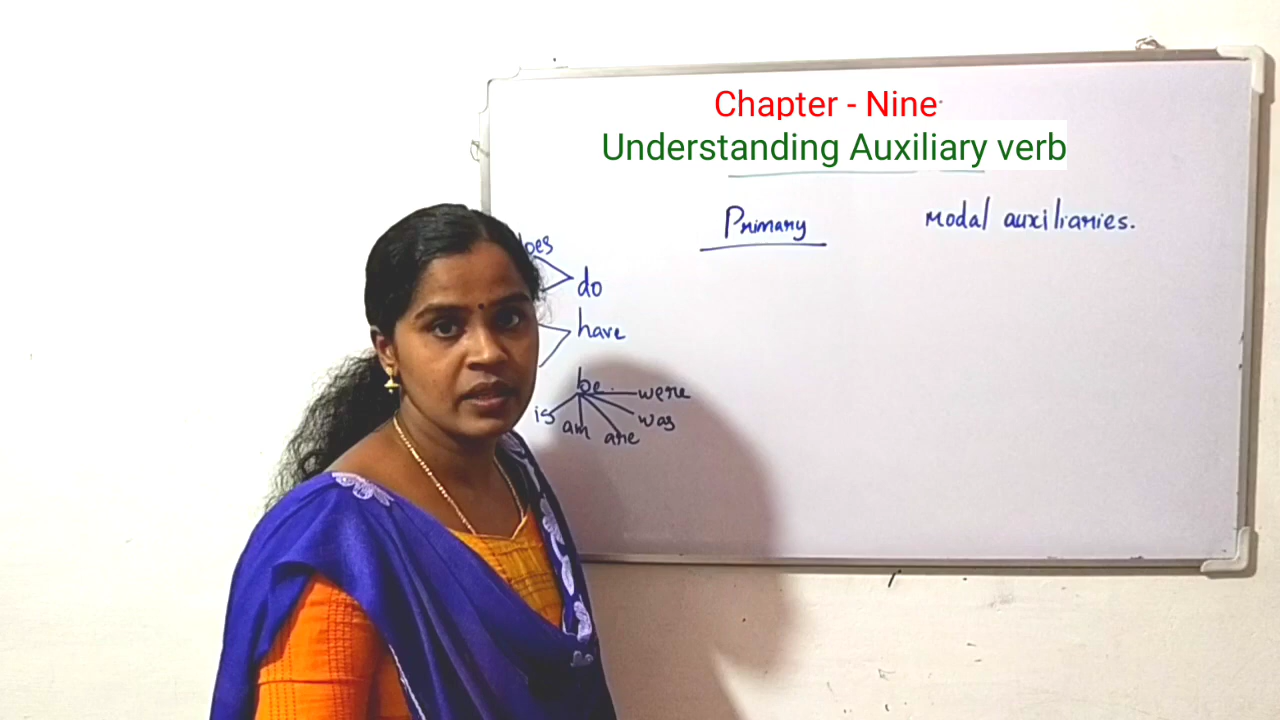 Chapter - Nine
Understanding Auxiliary verb
Primary
Modal auxiliaries.
do
have
be.
were
is
was
am
are